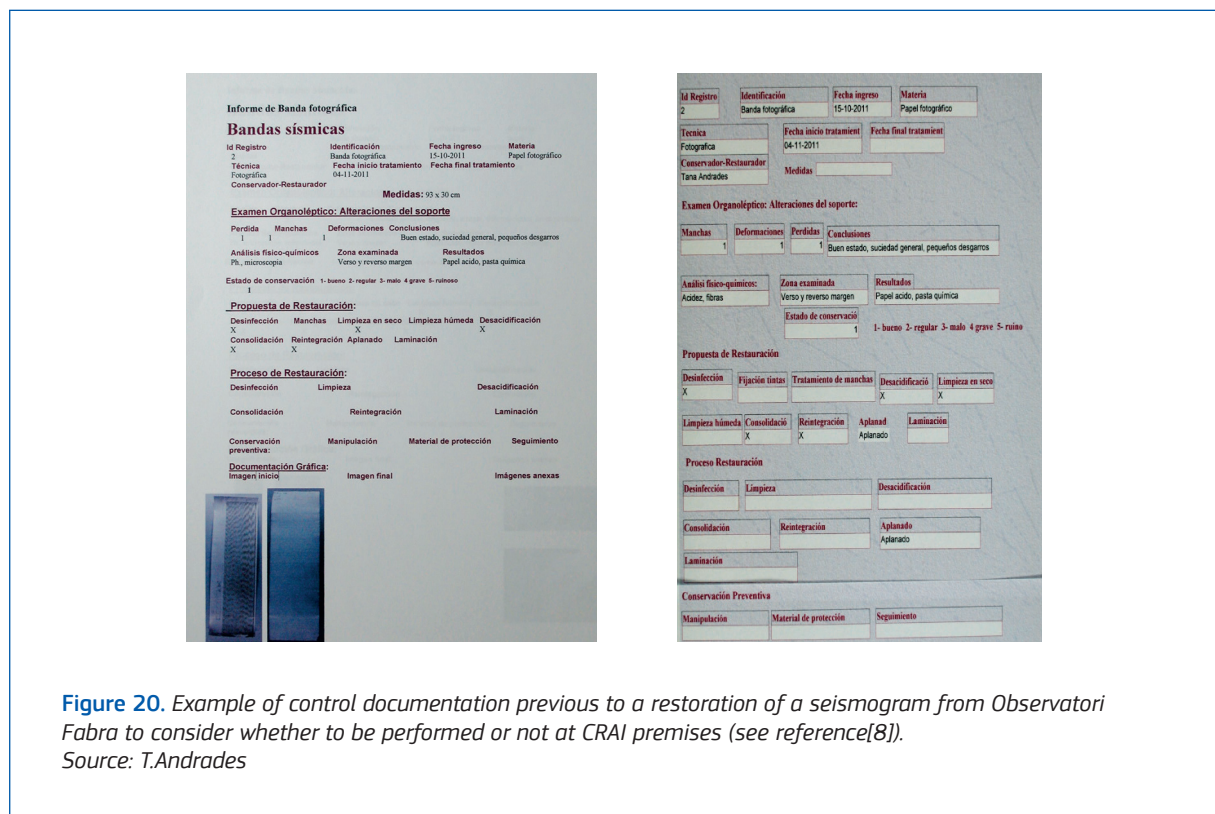 Informe de Banda fotográfica
Bandas sísmicas
Id Registro Identificación Fecha ingreso Materia
2 Banda fotográfica 15-10-2011 Papel fotográfico
Técnica Fecha inicio tratamiento Fecha final tratamiento
Fotográfica 04-11-2011
Conservador-Restaurador
Medidas: 93 x 30 cm
Examen Organoléptico: Alteraciones del soporte
Perdida Manchas Deformaciones Conclusiones
1 1 1 Buen estado, suciedad general, pequeños desgarros
Análisis físico-químicos Zona examinada Resultados
Ph., microscopia Verso y reverso margen Papel acido, pasta quimica
Estado de conservación 1- bueno 2- regular 3- malo 4 grave 5- ruinoso
1
Propuesta de Restauración:
Desinfección Manchas Limpieza en seco Limpieza húmeda Desacidificación
X X X
Consolidación Reintegración Aplanado Laminación
X X
Proceso de Restauración:
Desinfección Limpieza Desacidificación
Consolidación Reintegración Laminación
Conservación Manipulación Material de protección Seguimiento
preventiva:
Documentación Gráfica:
Imagen inicio Imagen final Imágenes anexas
Id Registro Identificación Fecha ingreso Materia
2 Banda fotográfica 15-10-2011 Papel fotográfico
Tecnica Fecha inicio tratamient Fecha final tratamient
Fotografica 04-11-2011
Conservador-Restaurador Medidas
Tana Andrades
Examen Organoléptico: Alteraciones del soporte:
Manchas Deformaciones Perdidas Conclusiones
1 1 1 Buen estado, suciedad general, pequeños desgarros
Análisi físico-químicos: Zona examinada Resultados
Acidez, fibras Verso y reverso margen Papel acido, pasta quimica
Estado de conservació
1 1- bueno 2- regular 3- malo 4 grave 5- ruino
Propuesta de Restauración
Desinfección Fijación tintas Tratamiento de manchas Desacidificació Limpieza en seco
X X X
Limpieza húmeda Consolidació Reintegración Aplanad Laminación
X X Aplanado
Proceso Restauración
Desinfección Limpieza Desacidificación
Consolidación Reintegración Aplanado
Aplanado
Laminación
Conservación Preventiva
Manipulación Material de protección Seguimiento
Figure 20. Example of control documentation previous to a restoration of a seismogram from Observatori
Fabra to consider whether to be performed or not at CRAI premises (see reference[8]).
Source: T.Andrades